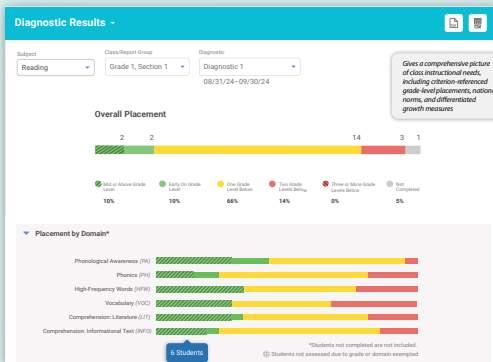 Diagnostic Results
CSV
Subject
Class/Report Group
Diagnostic
Reading
Grade 1, Section 1
Diagnostic 1
08/31/24–09/30/24
Gives a comprehensive picture
of class instructional needs,
including criterion-referenced
grade-level placements, nationa
norms, and differentiated
growth measures
Overall Placement
2 2 14 3 1
Mid or Above Grade
Level
10%
Early On Grade
Level
10%
One Grade
Level Below
66%
Two Grade
Levels Below
14%
Three or More Grade
Levels Below
0%
Not
Completed
5%
Placement by Domain*
Phonological Awareness (PA)
Phonics (PH)
High-Frequency Words (HFW)
Vocabulary (VOC)
Comprehension: Literature (LIT)
Comprehension: Informational Text (INFO)
6 Students
*Students not completed are not included.
Students not assessed due to grade or domain exempted